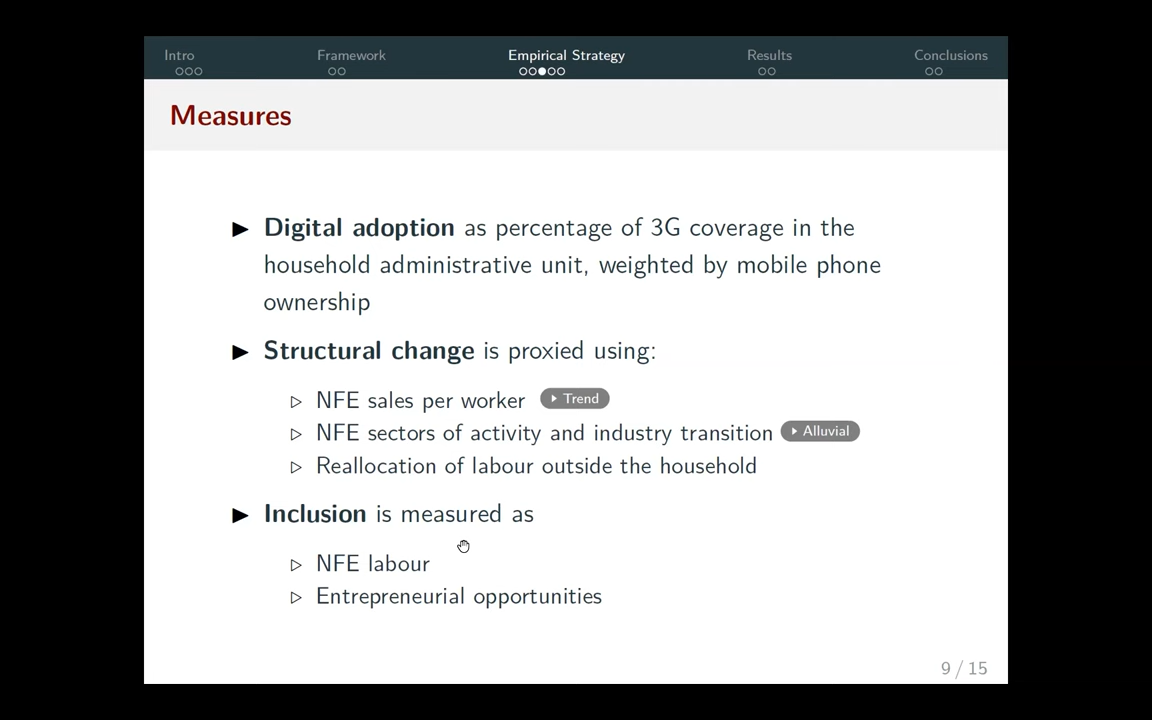 Intro Framework Empirical Strategy Results Conclusions
Measures
Digital adoption as percentage of 3G coverage in the
household administrative unit, weighted by mobile phone
ownership
Structural change is proxied using:
NFE sales per worker Trend
NFE sectors of activity and industry transition Alluvial
Reallocation of labour outside the household
Inclusion is measured as
NFE labour
Entrepreneurial opportunities
9 / 15